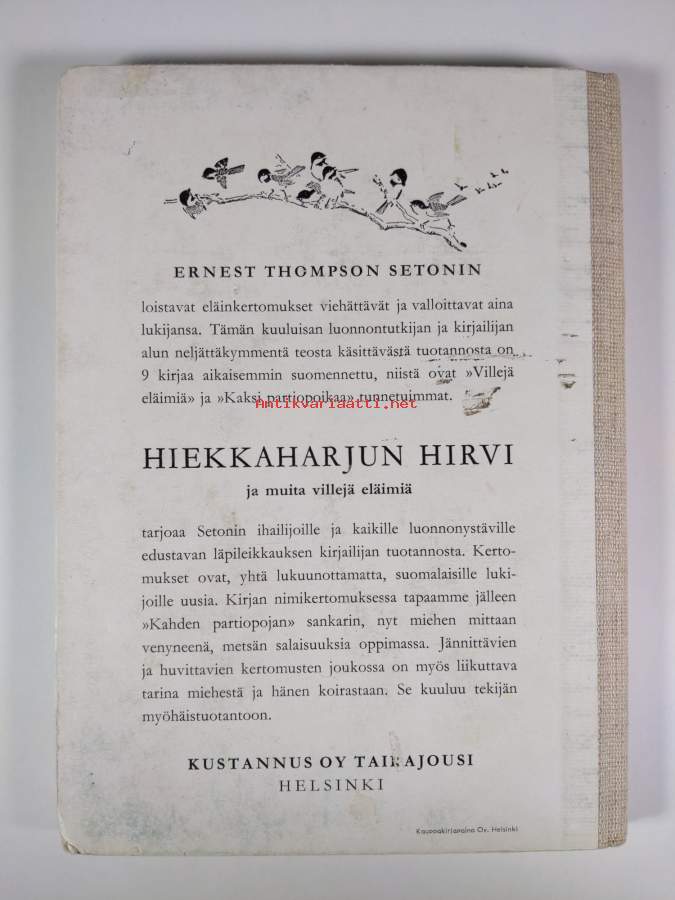 ERNEST THOMPSON SETONIN
loistavat eläinkertomukset viehättävät ja valloittavat aina
lukijansa. Tämän kuuluisan luonnontutkijan ja kirjailijan
alun neljättäkymmentä teosta käsittävästä tuotannosta on
9 kirjaa aikaisemmin suomennettu, niistä ovat »Villejä
eläimiä» ja »Kaksi partiopoikaa» tunnetuimmat.
Antikvariaatti.net
HIEKKAHARJUN HIRVI
ja muita villejä eläimiä
tarjoaa Setonin ihailijoille ja kaikille luonnonystäville
edustavan läpileikkauksen kirjailijan tuotannosta. Kerto-
mukset ovat, yhtä lukuunottamatta, suomalaisille luki-
joille uusia. Kirjan nimikertomuksessa tapaamme jälleen
»Kahden partiopojan» sankarin, nyt miehen mittaan
venyneenä, metsän salaisuuksia oppimassa. Jännittävien
ja huvittavien kertomusten joukossa on myös liikuttava
tarina miehestä ja hänen koirastaan. Se kuuluu tekijän
myöhäistuotantoon.
KUSTANNUS OY TAIKAJOUSI
HELSINKI
Kauppakirjapaino Oy. Helsinki